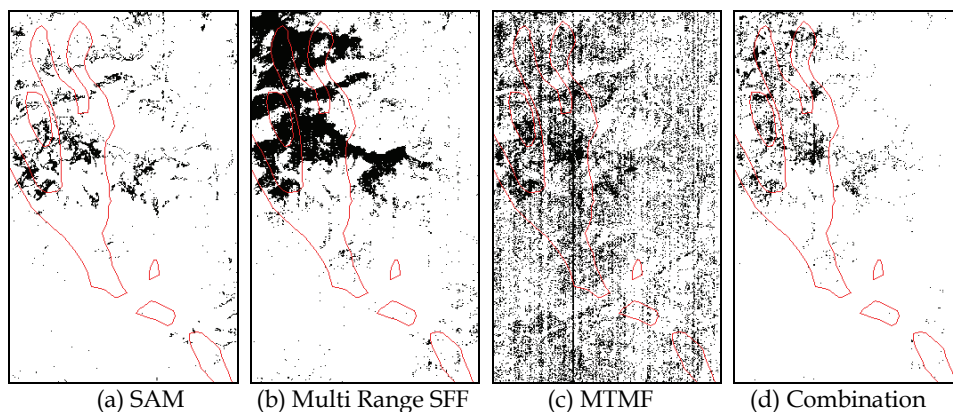 (a) SAM
(b) Multi Range SFF
(c) MTMF
(d) Combination